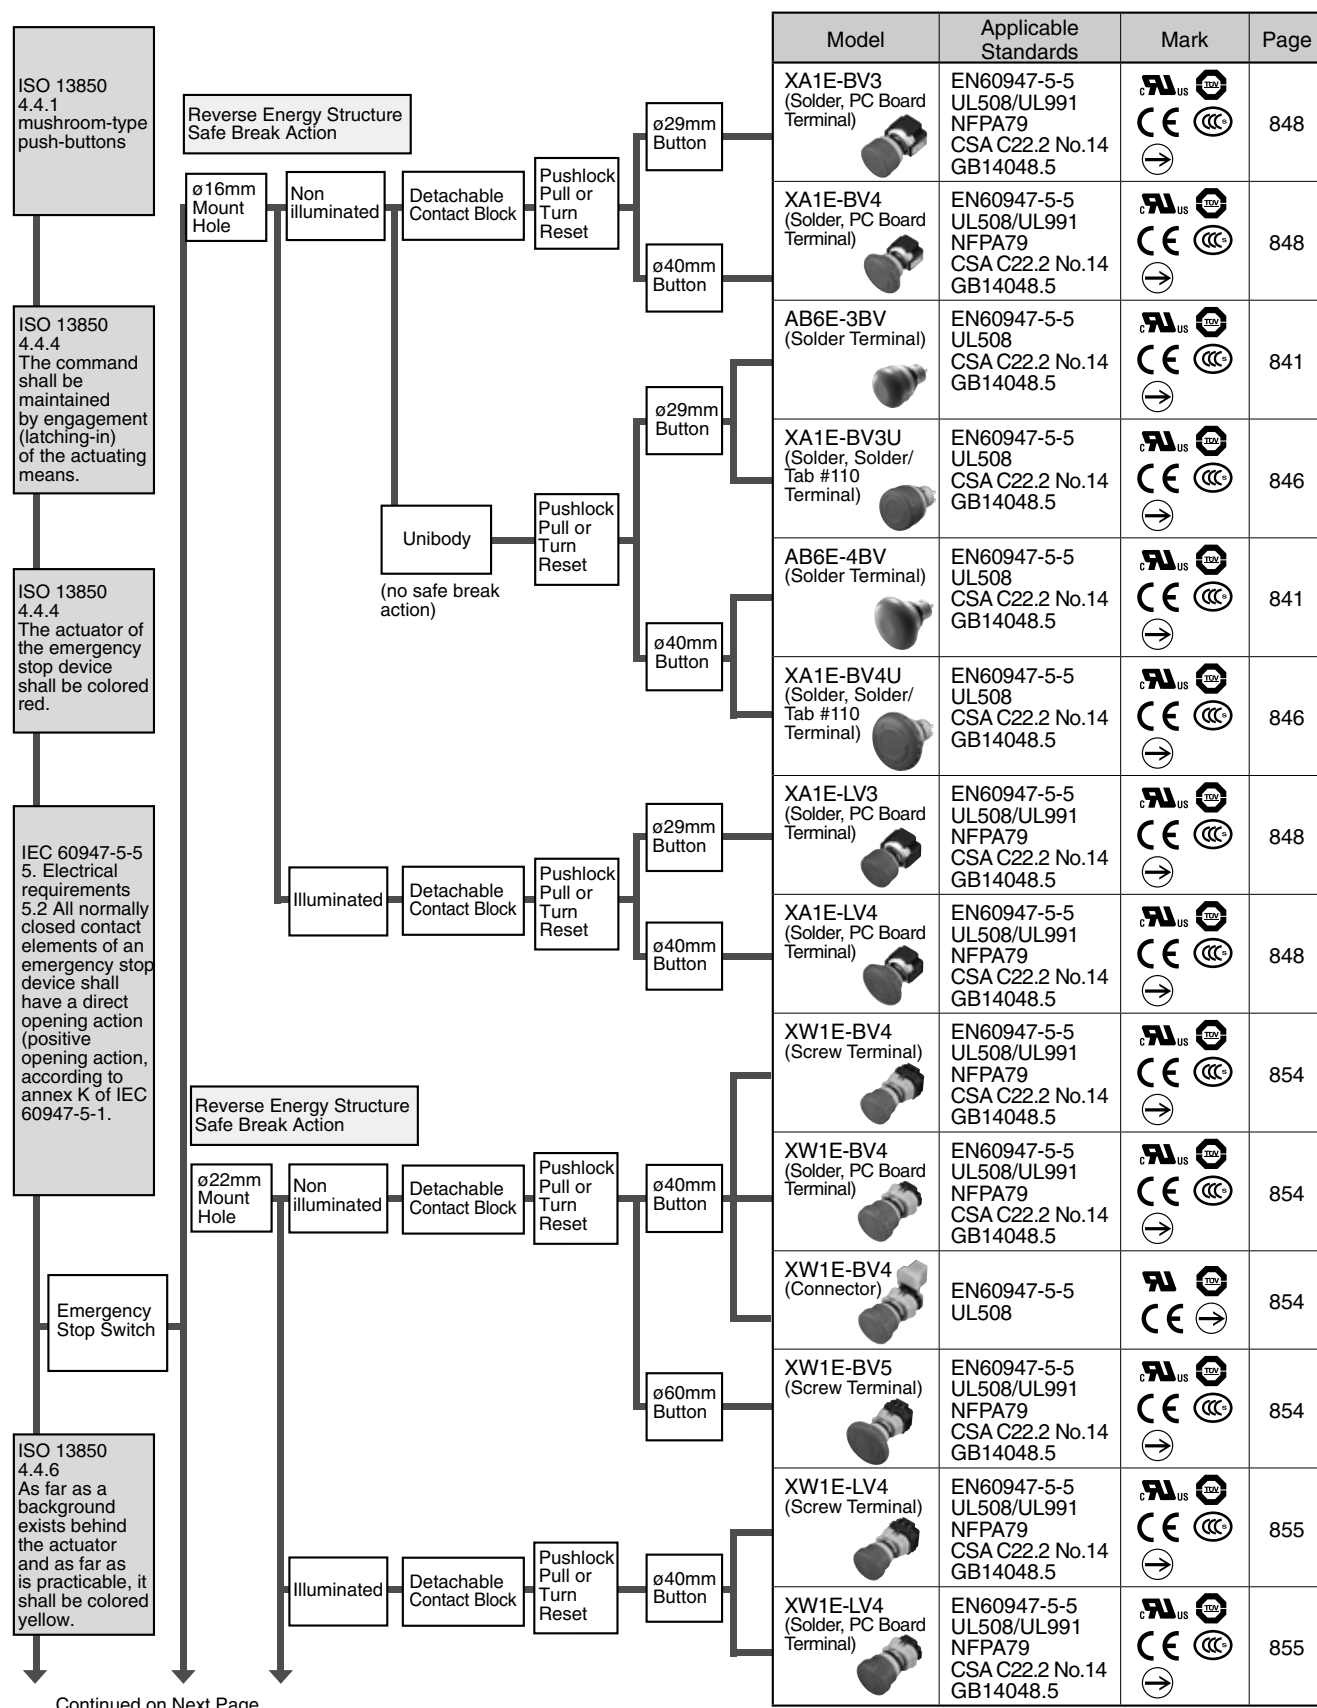 ISO 13850
4.4.1
mushroom-type
push-buttons
ISO 13850
4.4.4
The command
shall be
maintained
by engagement
(latching-in)
of the actuating
means.
ISO 13850
4.4.4
The actuator of
the emergency
stop device
shall be colored
red.
IEC 60947-5-5
5. Electrical
requirements
5.2 All normally
closed contact
elements of an
emergency stop
device shall
have a direct
opening action
(positive
opening action,
according to
annex K of IEC
60947-5-1.
Emergency
Stop Switch
ISO 13850
4.4.6
As far as a
background
exists behind
the actuator
and as far as
is practicable, it
shall be colored
yellow.
Continued on Next Page
Reverse Energy Structure
Safe Break Action
ø16mm
Mount
Hole
Non
illuminated
Detachable
Contact Block
Pushlock
Pull or
Turn
Reset
ø29mm
Button
ø40mm
Button
Unibody
(no safe break
action)
Pushlock
Pull or
Turn
Reset
ø29mm
Button
ø40mm
Button
Illuminated
Detachable
Contact Block
Pushlock
Pull or
Turn
Reset
ø29mm
Button
ø40mm
Button
Reverse Energy Structure
Safe Break Action
ø22mm
Mount
Hole
Non
illuminated
Detachable
Contact Block
Pushlock
Pull or
Turn
Reset
ø40mm
Button
ø60mm
Button
Illuminated
Detachable
Contact Block
Pushlock
Pull or
Turn
Reset
ø40mm
Button
Model
Applicable
Standards
Mark
Page
XA1E-BV3
(Solder, PC Board
Terminal)
EN60947-5-5
UL508/UL991
NFPA79
CSA C22.2 No.14
GB14048.5
848
XA1E-BV4
(Solder, PC Board
Terminal)
EN60947-5-5
UL508/UL991
NFPA79
CSA C22.2 No.14
GB14048.5
848
AB6E-3BV
(Solder Terminal)
EN60947-5-5
UL508
CSA C22.2 No.14
GB14048.5
841
XA1E-BV3U
(Solder, Solder/
Tab #110
Terminal)
EN60947-5-5
UL508
CSA C22.2 No.14
GB14048.5
846
AB6E-4BV
(Solder Terminal)
EN60947-5-5
UL508
CSA C22.2 No.14
GB14048.5
841
XA1E-BV4U
(Solder, Solder/
Tab #110
Terminal)
EN60947-5-5
UL508
CSA C22.2 No.14
GB14048.5
846
XA1E-LV3
(Solder, PC Board
Terminal)
EN60947-5-5
UL508/UL991
NFPA79
CSA C22.2 No.14
GB14048.5
848
XA1E-LV4
(Solder, PC Board
Terminal)
EN60947-5-5
UL508/UL991
NFPA79
CSA C22.2 No.14
GB14048.5
848
XW1E-BV4
(Screw Terminal)
EN60947-5-5
UL508/UL991
NFPA79
CSA C22.2 No.14
GB14048.5
854
XW1E-BV4
(Solder, PC Board
Terminal)
EN60947-5-5
UL508/UL991
NFPA79
CSA C22.2 No.14
GB14048.5
854
XW1E-BV4
(Connector)
EN60947-5-5
UL508
854
XW1E-BV5
(Screw Terminal)
EN60947-5-5
UL508/UL991
NFPA79
CSA C22.2 No.14
GB14048.5
854
XW1E-LV4
(Screw Terminal)
EN60947-5-5
UL508/UL991
NFPA79
CSA C22.2 No.14
GB14048.5
855
XW1E-LV4
(Solder, PC Board
Terminal)
EN60947-5-5
UL508/UL991
NFPA79
CSA C22.2 No.14
GB14048.5
855